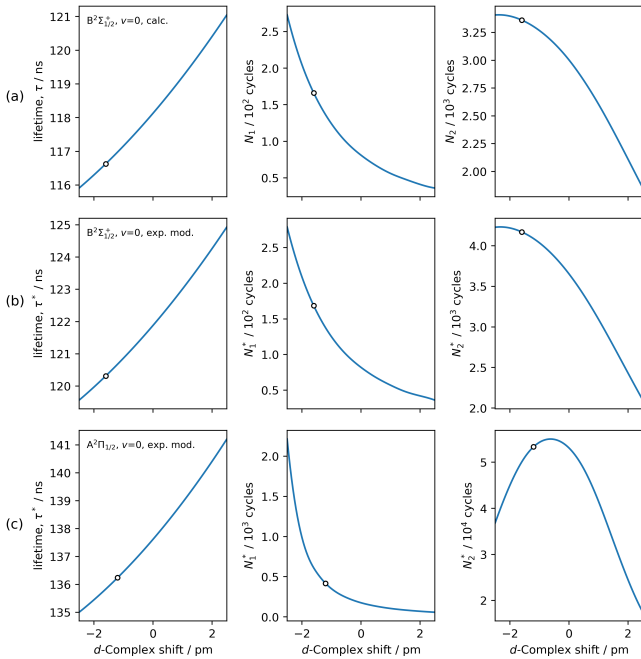 (a)
lifetime, τ / ns
121
120
119
118
117
116
B²Σ⁺₁/₂, v=0, calc.
N₁ / 10² cycles
2.5
2.0
1.5
1.0
0.5
N₂ / 10³ cycles
3.25
3.00
2.75
2.50
2.25
2.00
(b)
lifetime, τ* / ns
125
124
123
122
121
120
B²Σ⁺₁/₂, v=0, exp. mod.
N₁* / 10² cycles
2.5
2.0
1.5
1.0
0.5
N₂* / 10³ cycles
4.0
3.5
3.0
2.5
2.0
(c)
lifetime, τ* / ns
141
140
139
138
137
136
135
A²Π₁/₂, v=0, exp. mod.
−2 0 2
d-Complex shift / pm
N₁* / 10³ cycles
2.0
1.5
1.0
0.5
0.0
−2 0 2
d-Complex shift / pm
N₂* / 10⁴ cycles
5
4
3
2
−2 0 2
d-Complex shift / pm